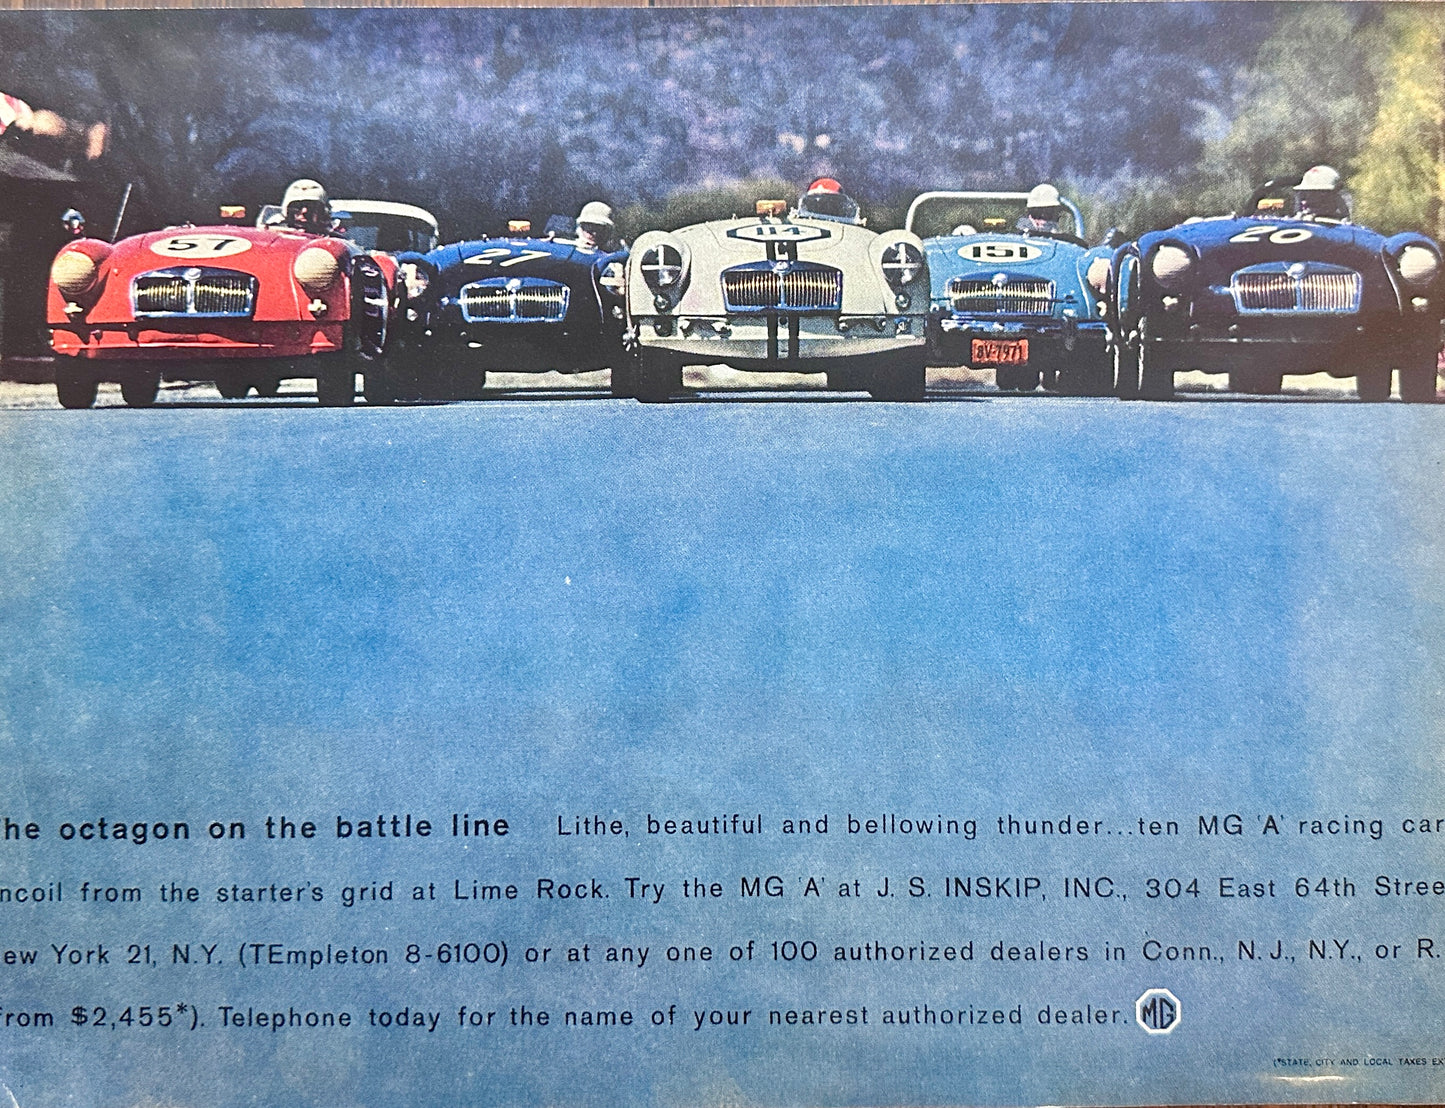 57
27
114
151
20
8V-7971
he octagon on the battle line Lithe, beautiful and bellowing thunder...ten MG 'A' racing car
ncoil from the starter's grid at Lime Rock. Try the MG 'A' at J. S. INSKIP, INC., 304 East 64th Stree
ew York 21, N.Y. (TEmpleton 8-6100) or at any one of 100 authorized dealers in Conn., N. J., N.Y., or R.
from $2,455*). Telephone today for the name of your nearest authorized dealer. MG
(*STATE, CITY AND LOCAL TAXES EX